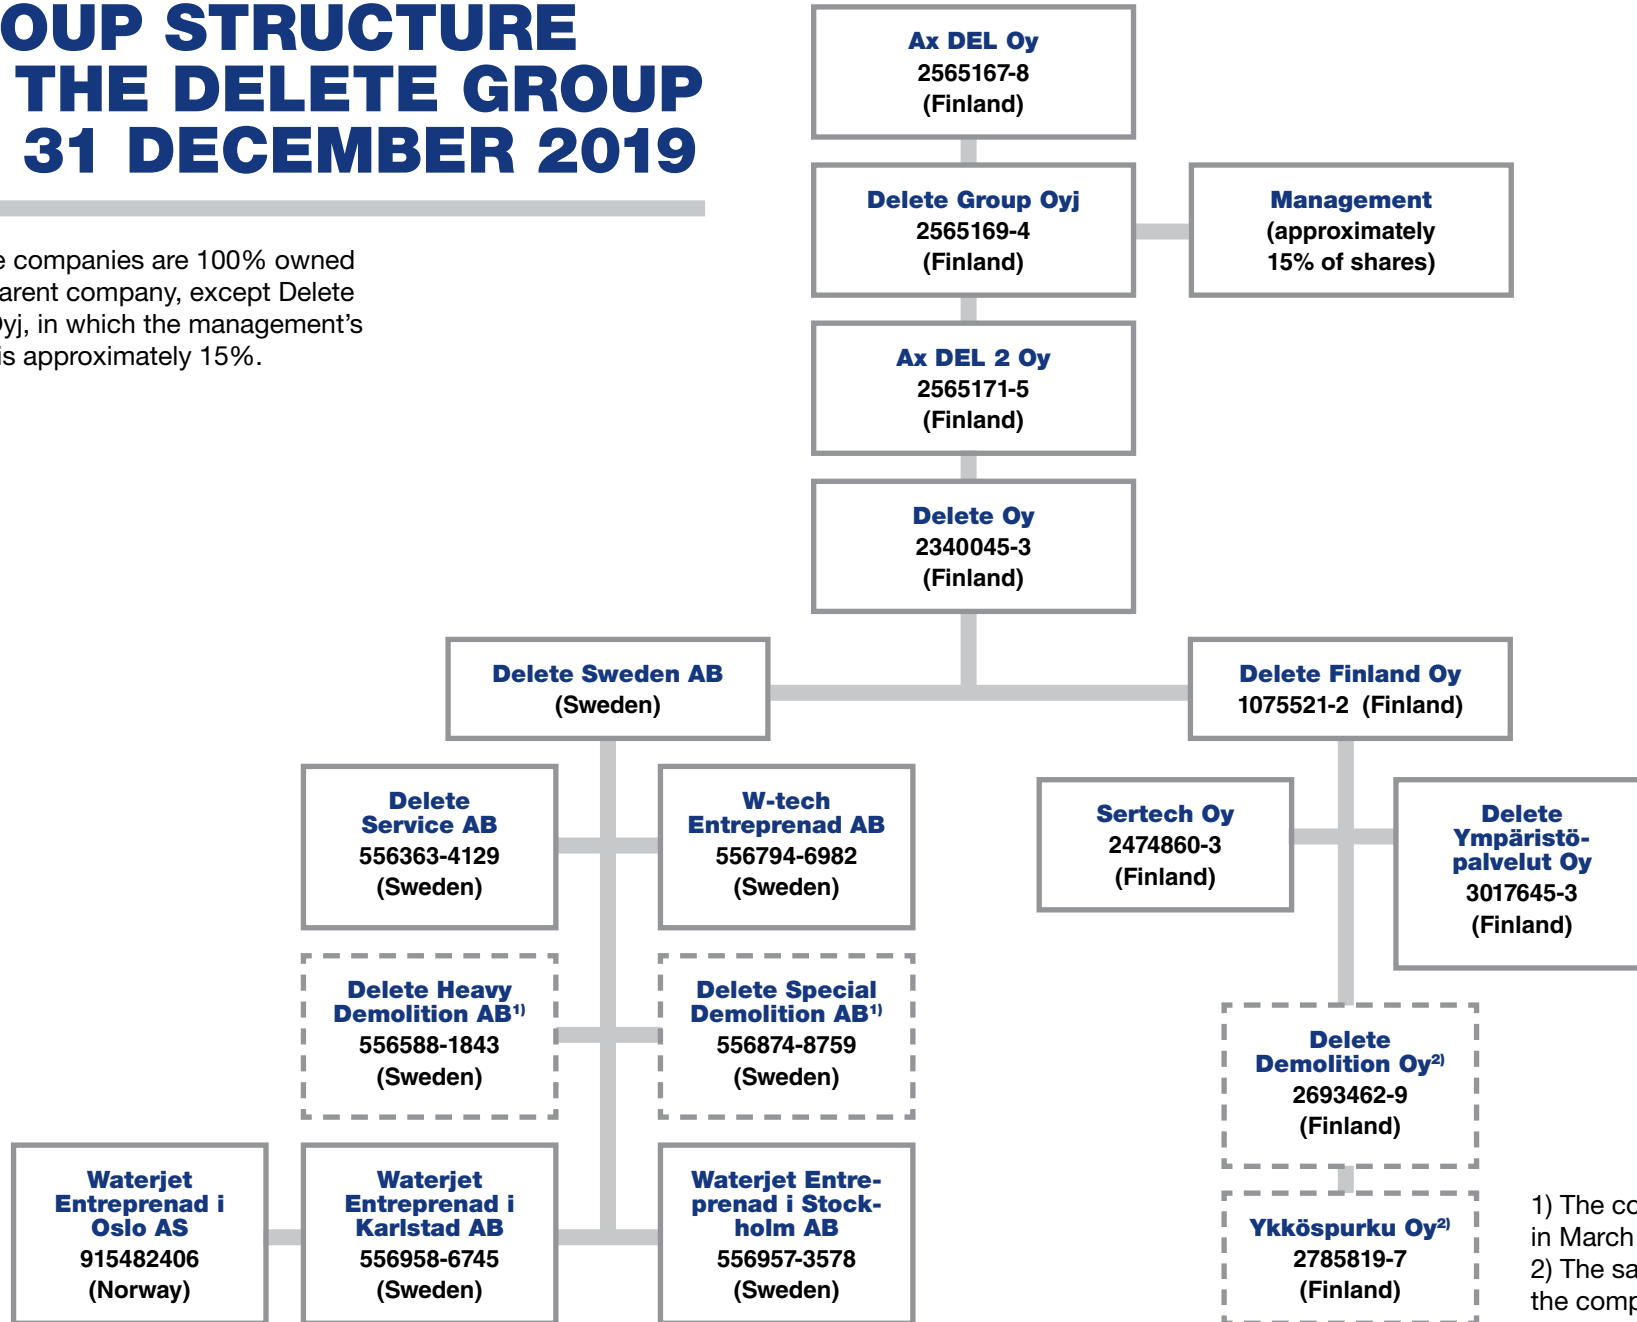 OUP STRUCTURE
THE DELETE GROUP
31 DECEMBER 2019
companies are 100% owned
arent company, except Delete
Oyj, in which the management's
is approximately 15%.
Ax DEL Oy
2565167-8
(Finland)
Delete Group Oyj
2565169-4
(Finland)
Management
(approximately
15% of shares)
Ax DEL 2 Oy
2565171-5
(Finland)
Delete Oy
2340045-3
(Finland)
Delete Sweden AB
(Sweden)
Delete Finland Oy
1075521-2 (Finland)
Delete
Service AB
556363-4129
(Sweden)
W-tech
Entreprenad AB
556794-6982
(Sweden)
Sertech Oy
2474860-3
(Finland)
Delete
Ympäristö-
palvelut Oy
3017645-3
(Finland)
Delete Heavy
Demolition AB1)
556588-1843
(Sweden)
Delete Special
Demolition AB1)
556874-8759
(Sweden)
Delete
Demolition Oy2)
2693462-9
(Finland)
Waterjet
Entreprenad i
Oslo AS
915482406
(Norway)
Waterjet
Entreprenad i
Karlstad AB
556958-6745
(Sweden)
Waterjet Entre-
prenad i Stock-
holm AB
556957-3578
(Sweden)
Ykköspurku Oy2)
2785819-7
(Finland)
1) The co
in March
2) The sa
the comp